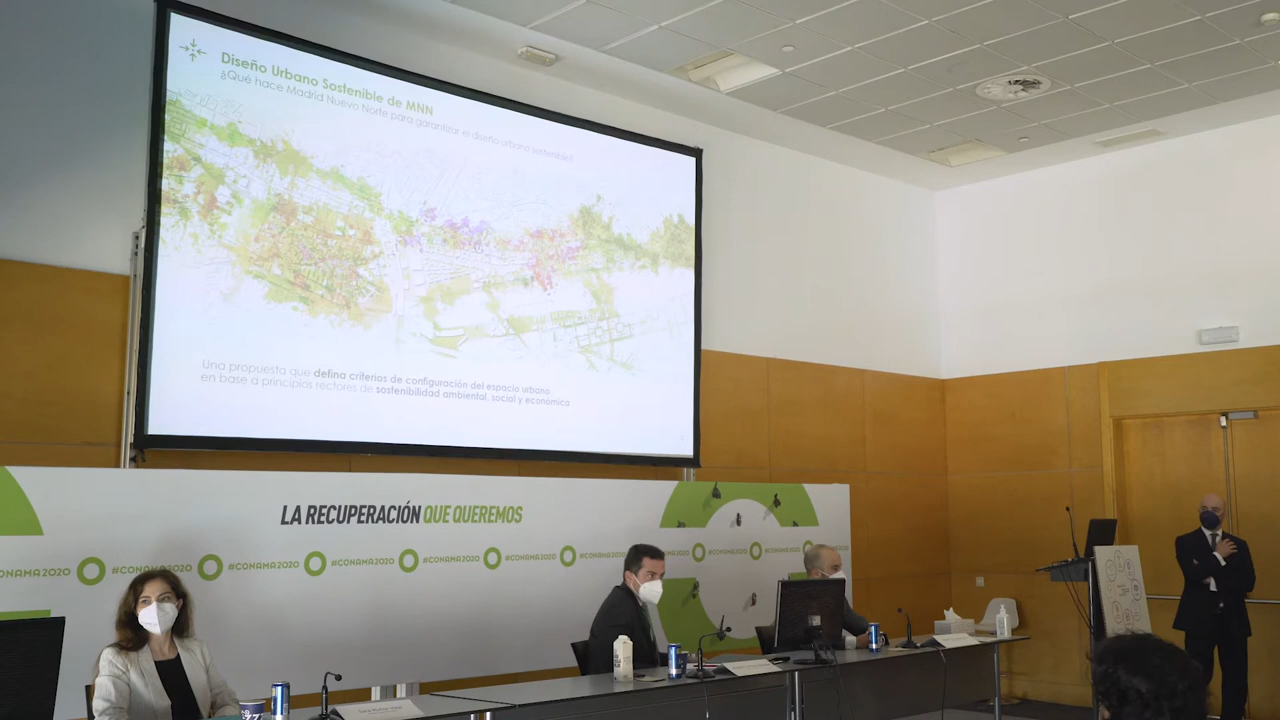 Diseño Urbano Sostenible de MNN
¿Qué hace Madrid Nuevo Norte para garantizar el diseño urbano sostenible?
Una propuesta que defina criterios de configuración del espacio urbano
en base a principios rectores de sostenibilidad ambiental, social y económica
LA RECUPERACIÓN QUE QUEREMOS
CONAMA2020 #CONAMA2020 #CONAMA2020 #CONAMA2020 #CONAMA2020 #CONAMA2020 #CONAMA2020 #CONAMA2020